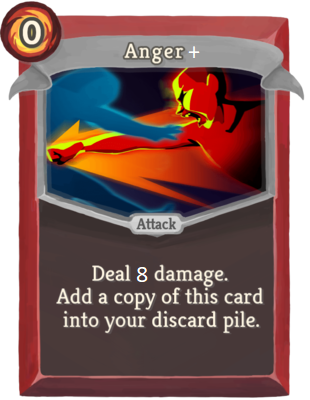 0
Anger+
Attack
Deal 8 damage.
Add a copy of this card
into your discard pile.